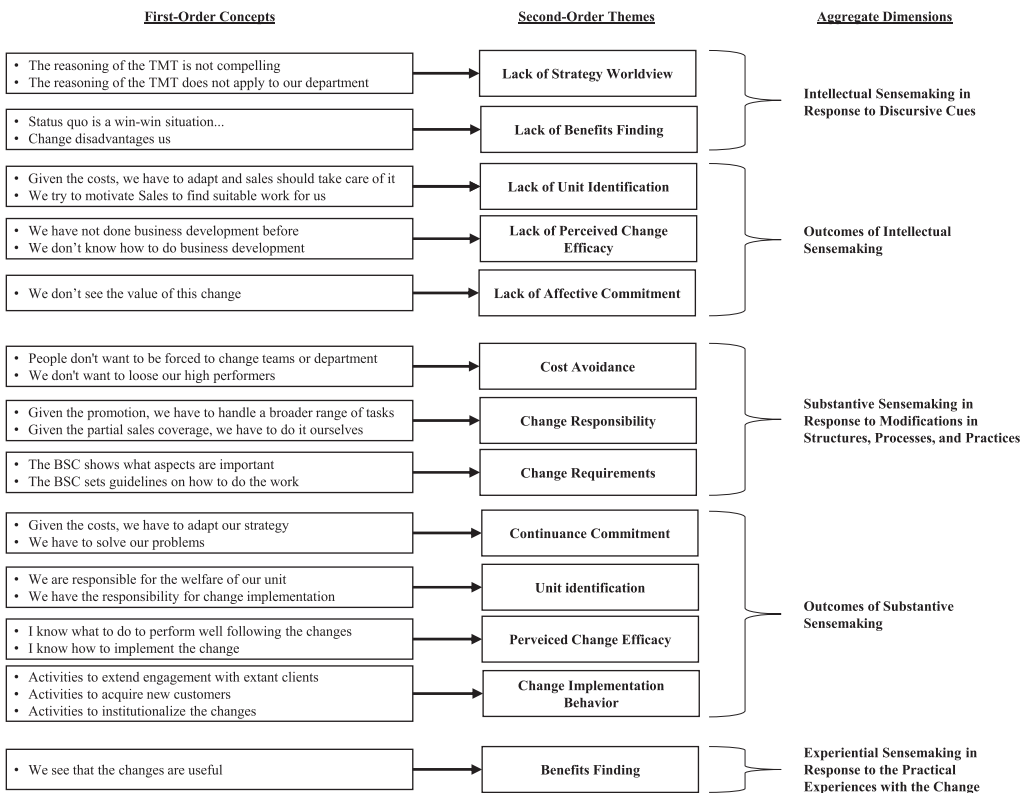 First-Order Concepts
Second-Order Themes
Aggregate Dimensions
• The reasoning of the TMT is not compelling
• The reasoning of the TMT does not apply to our department
Lack of Strategy Worldview
• Status quo is a win-win situation...
• Change disadvantages us
Lack of Benefits Finding
Intellectual Sensemaking in
Response to Discursive Cues
• Given the costs, we have to adapt and sales should take care of it
• We try to motivate Sales to find suitable work for us
Lack of Unit Identification
• We have not done business development before
• We don't know how to do business development
Lack of Perceived Change
Efficacy
• We don't see the value of this change
Lack of Affective Commitment
Outcomes of Intellectual
Sensemaking
• People don't want to be forced to change teams or department
• We don't want to loose our high performers
Cost Avoidance
• Given the promotion, we have to handle a broader range of tasks
• Given the partial sales coverage, we have to do it ourselves
Change Responsibility
• The BSC shows what aspects are important
• The BSC sets guidelines on how to do the work
Change Requirements
Substantive Sensemaking in
Response to Modifications in
Structures, Processes, and Practices
• Given the costs, we have to adapt our strategy
• We have to solve our problems
Continuance Commitment
• We are responsible for the welfare of our unit
• We have the responsibility for change implementation
Unit identification
• I know what to do to perform well following the changes
• I know how to implement the change
Perveiced Change Efficacy
• Activities to extend engagement with extant clients
• Activities to acquire new customers
• Activities to institutionalize the changes
Change Implementation
Behavior
Outcomes of Substantive
Sensemaking
• We see that the changes are useful
Benefits Finding
Experiential Sensemaking in
Response to the Practical
Experiences with the Change